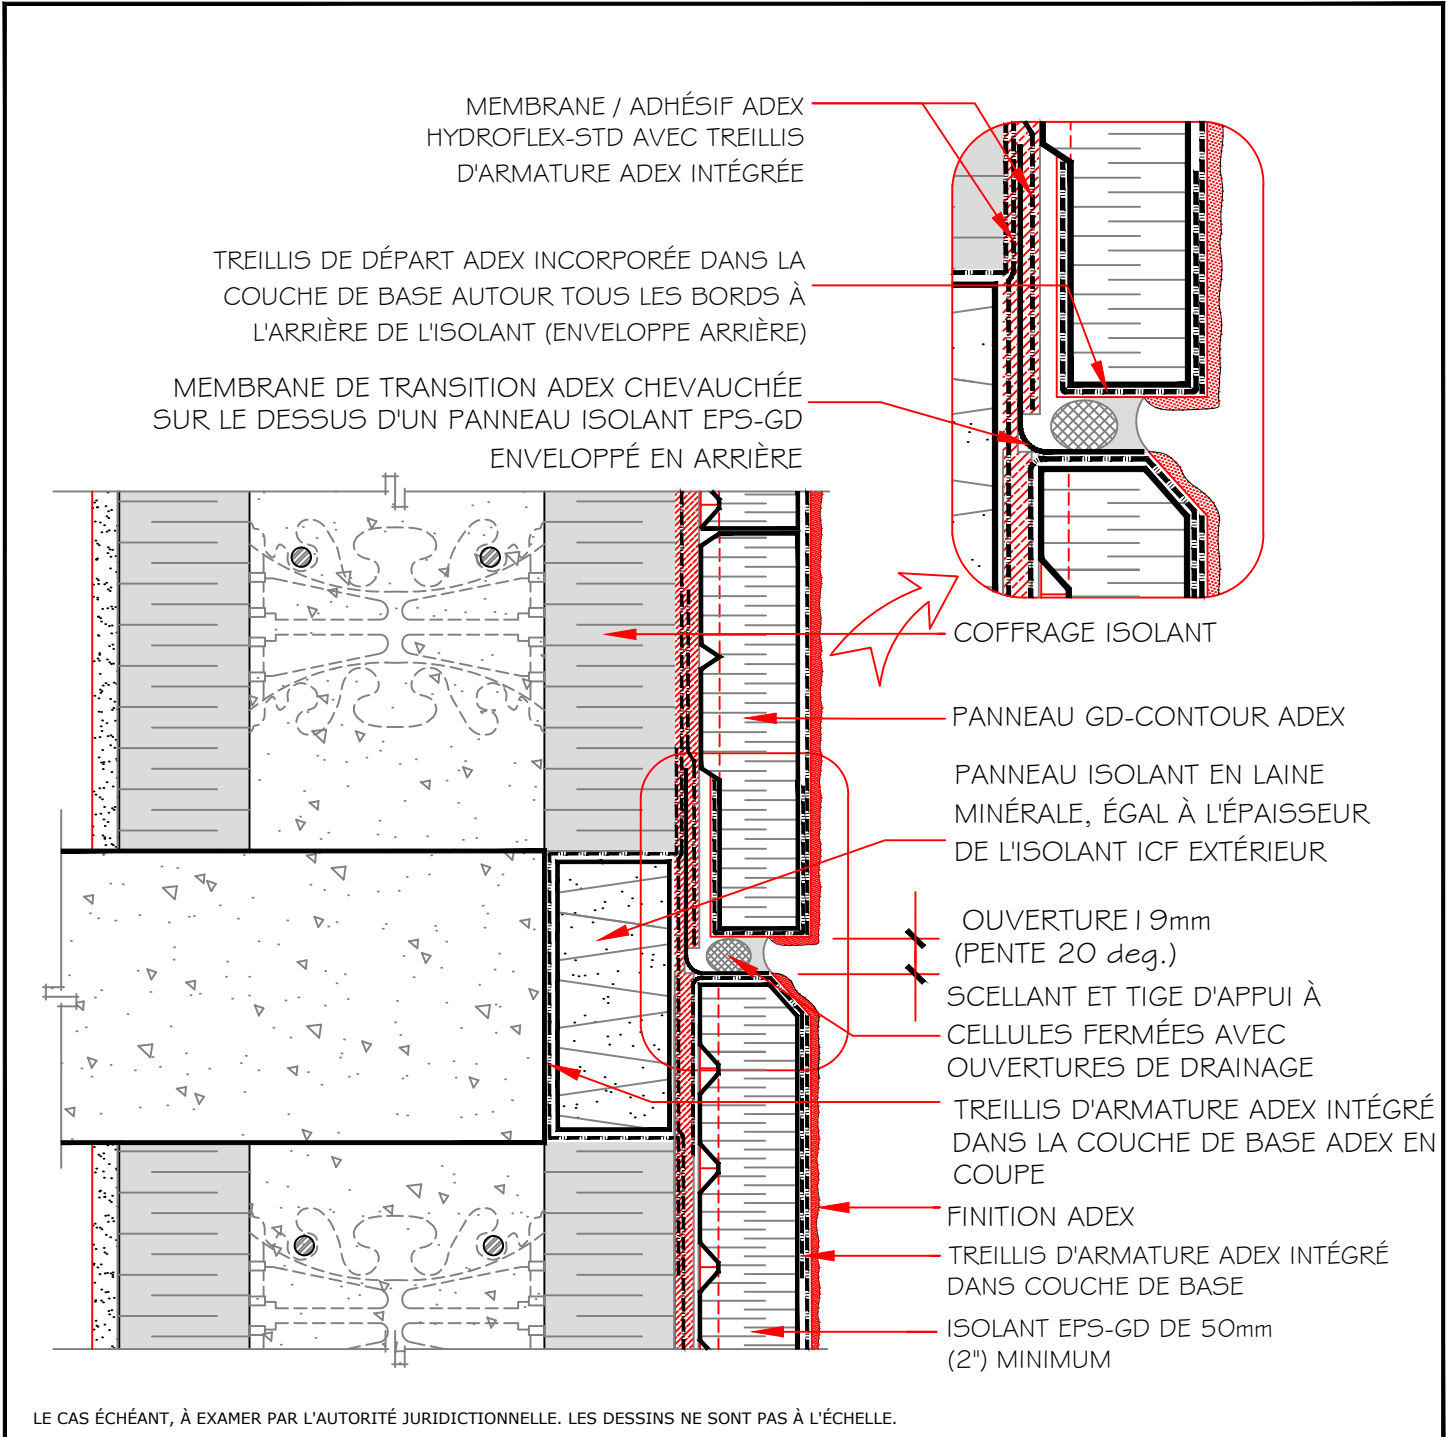 MEMBRANE / ADHÉSIF ADEX
HYDROFLEX-STD AVEC TREILLIS
D'ARMATURE ADEX INTÉGRÉE
TREILLIS DE DÉPART ADEX INCORPORÉE DANS LA
COUCHE DE BASE AUTOUR TOUS LES BORDS À
L'ARRIÈRE DE L'ISOLANT (ENVELOPPE ARRIÈRE)
MEMBRANE DE TRANSITION ADEX CHEVAUCHÉE
SUR LE DESSUS D'UN PANNEAU ISOLANT EPS-GD
ENVELOPPÉ EN ARRIÈRE
COFFRAGE ISOLANT
PANNEAU GD-CONTOUR ADEX
PANNEAU ISOLANT EN LAINE
MINÉRALE, ÉGAL À L'ÉPAISSEUR
DE L'ISOLANT ICF EXTÉRIEUR
OUVERTURE19mm
(PENTE 20 deg.)
SCELLANT ET TIGE D'APPUI À
CELLULES FERMÉES AVEC
OUVERTURES DE DRAINAGE
TREILLIS D'ARMATURE ADEX INTÉGRÉ
DANS LA COUCHE DE BASE ADEX EN
COUPE
FINITION ADEX
TREILLIS D'ARMATURE ADEX INTÉGRÉ
DANS COUCHE DE BASE
ISOLANT EPS-GD DE 50mm
(2") MINIMUM
LE CAS ÉCHÉANT, À EXAMER PAR L'AUTORITÉ JURIDICTIONNELLE. LES DESSINS NE SONT PAS À L'ÉCHELLE.